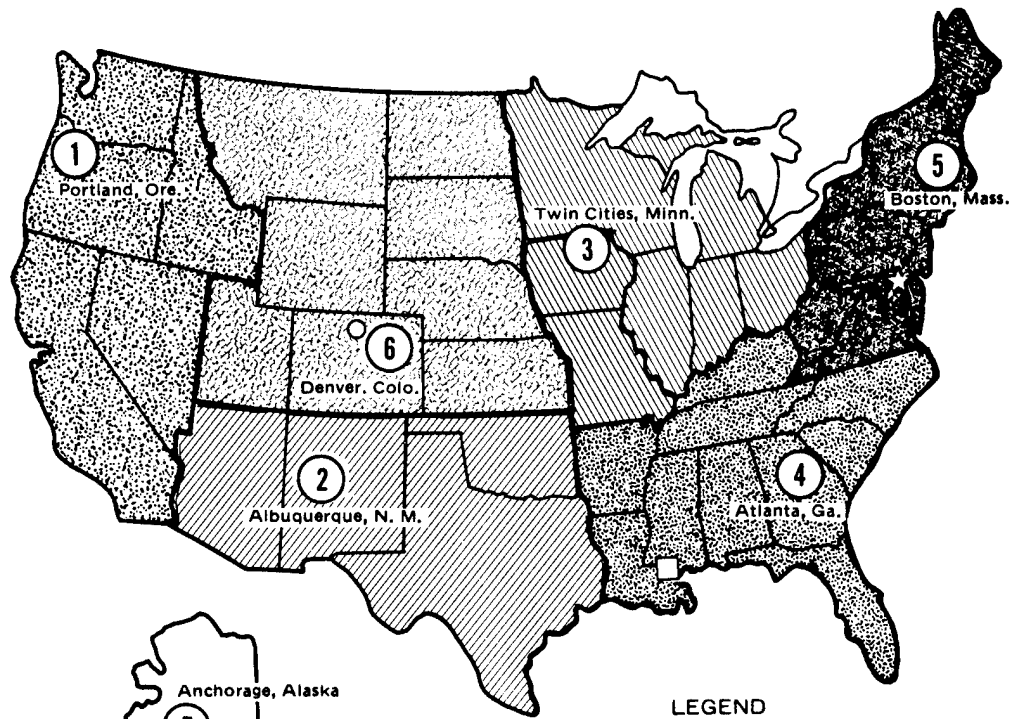 1
Portland, Ore.
5
Boston, Mass.
Twin Cities, Minn.
3
6
Denver, Colo.
2
Albuquerque, N. M.
4
Atlanta, Ga.
Anchorage, Alaska
LEGEND